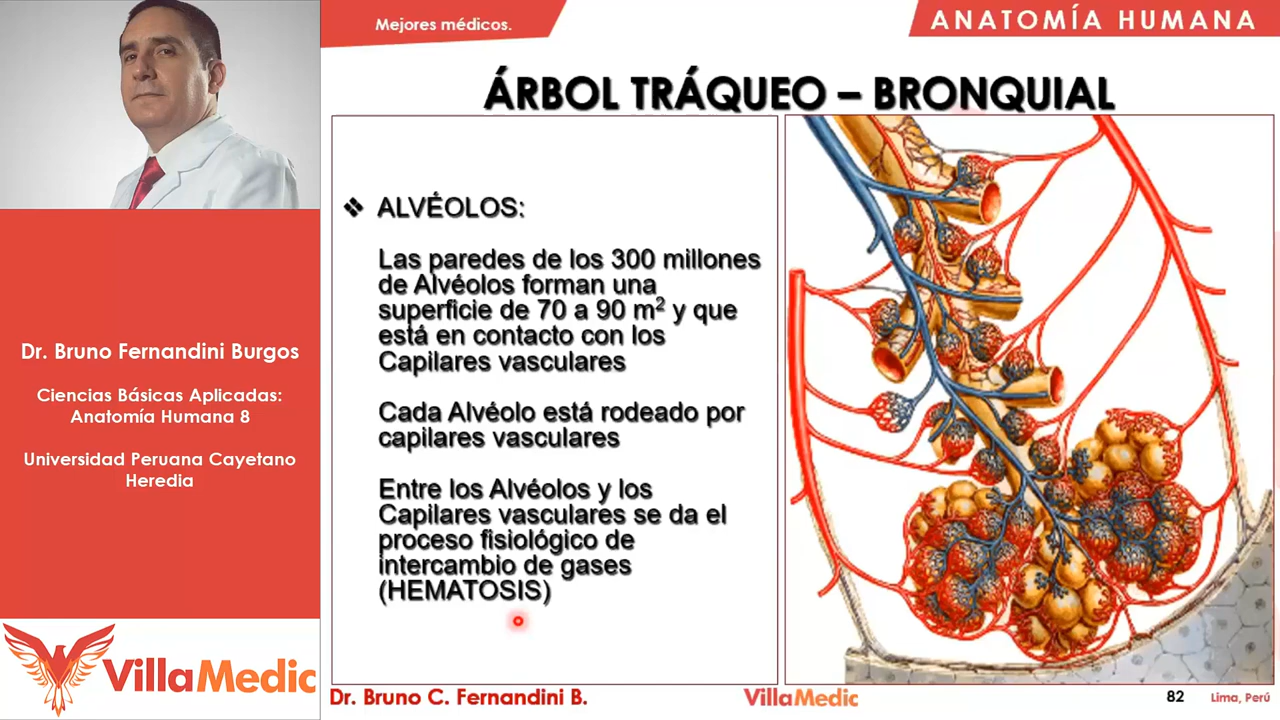 Mejores médicos.
ANATOMÍA HUMANA
ÁRBOL TRÁQUEO – BRONQUIAL
Dr. Bruno Fernandini Burgos
Ciencias Básicas Aplicadas:
Anatomía Humana 8
Universidad Peruana Cayetano
Heredia
VillaMedic
❖ ALVÉOLOS:
Las paredes de los 300 millones
de Alvéolos forman una
superficie de 70 a 90 m² y que
está en contacto con los
Capilares vasculares
Cada Alvéolo está rodeado por
capilares vasculares
Entre los Alvéolos y los
Capilares vasculares se da el
proceso fisiológico de
intercambio de gases
(HEMATOSIS)
Dr. Bruno C. Fernandini B.
VillaMedic
82
Lima, Perú